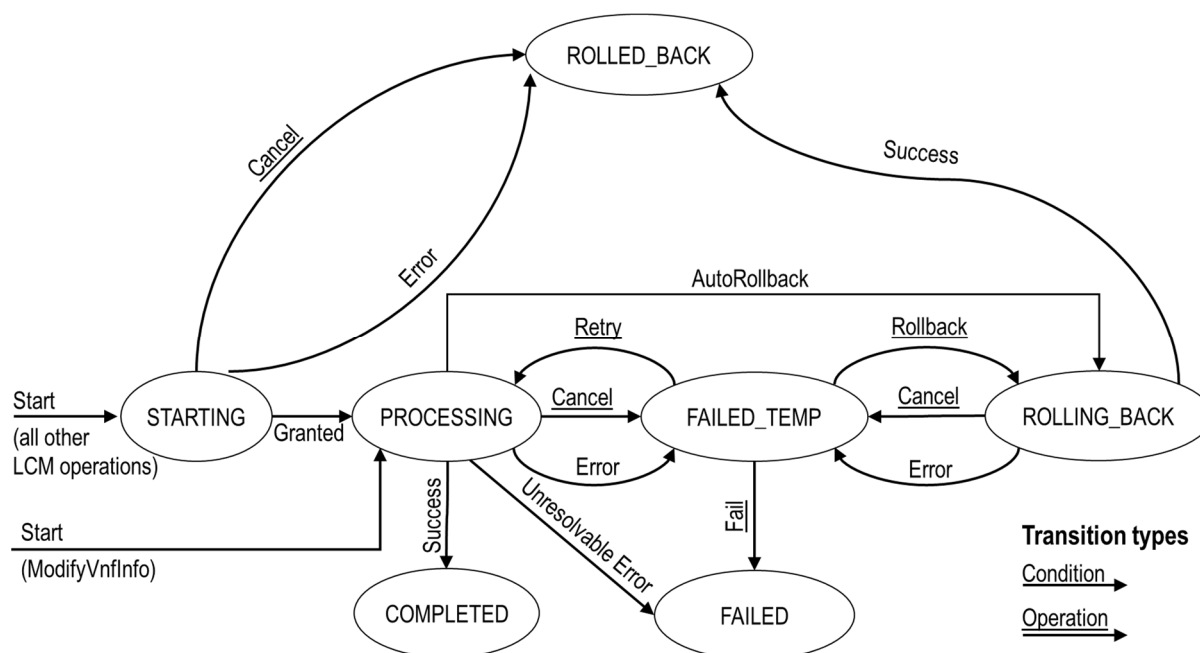 ROLLED_BACK
Cancel
Error
Success
AutoRollback
Retry
Rollback
Start
(all other
LCM operations)
STARTING
Granted
PROCESSING
Cancel
FAILED_TEMP
Cancel
ROLLING_BACK
Error
Error
Start
(ModifyVnfInfo)
Success
Unresolvable Error
Fail
COMPLETED
FAILED
Transition types
Condition
Operation